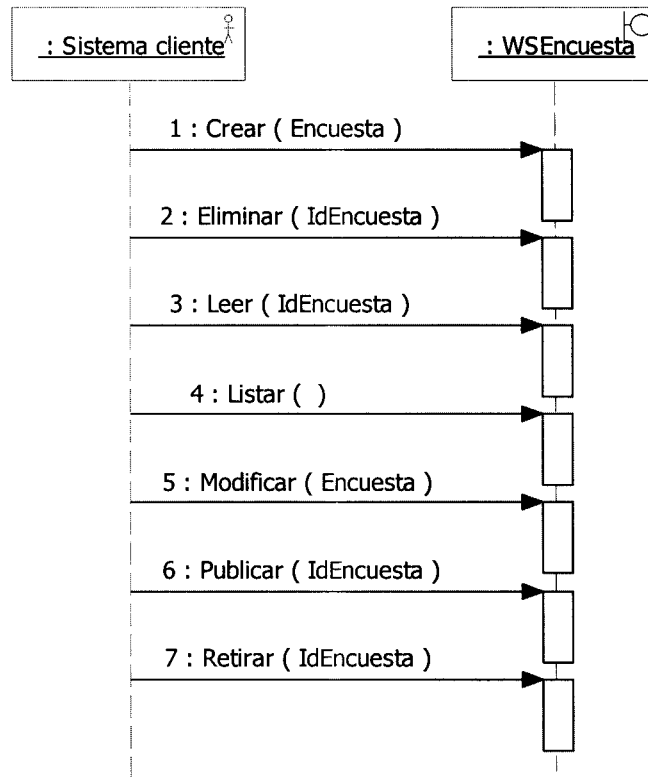 : Sistema cliente
: WSEncuesta
1 : Crear ( Encuesta )
2 : Eliminar ( IdEncuesta )
3 : Leer ( IdEncuesta )
4 : Listar ( )
5 : Modificar ( Encuesta )
6 : Publicar ( IdEncuesta )
7 : Retirar ( IdEncuesta )